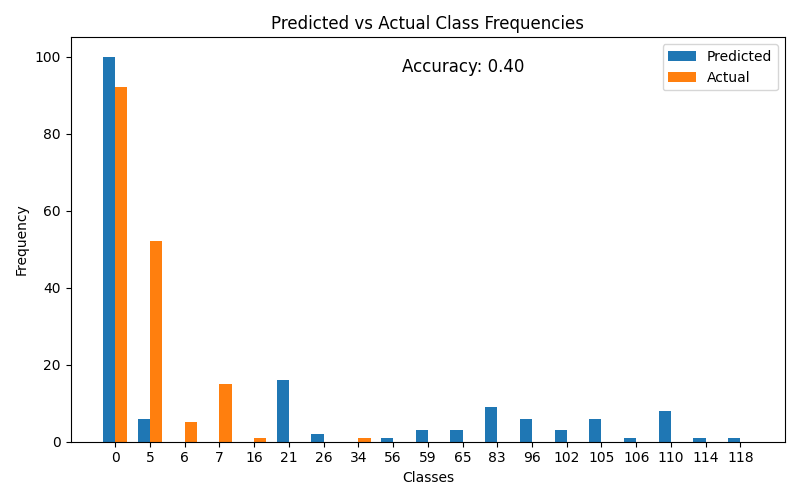 Predicted vs Actual Class Frequencies
Accuracy: 0.40
Predicted
Actual
100
80
60
40
20
0
Frequency
0 5 6 7 16 21 26 34 56 59 65 83 96 102 105 106 110 114 118
Classes